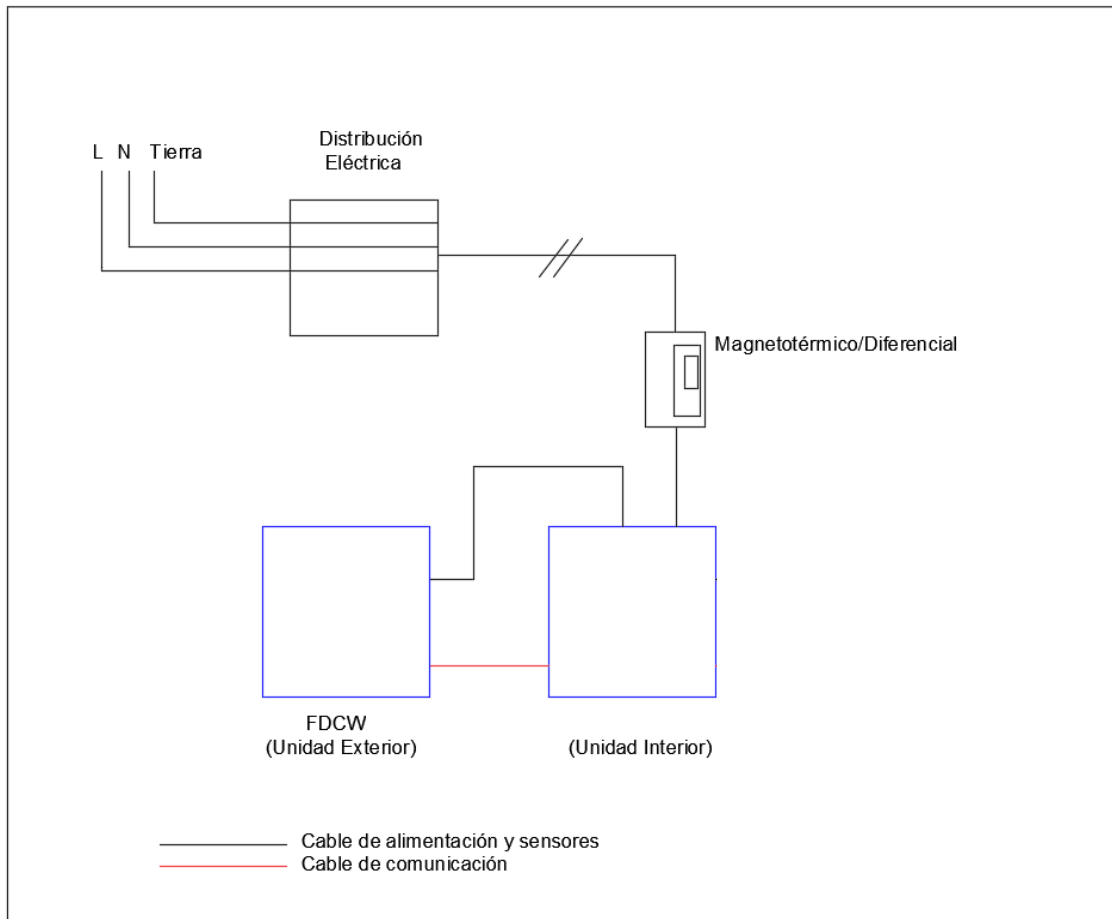 Distribución
Eléctrica
L N Tierra
Magnetotérmico/Diferencial
FDCW
(Unidad Exterior)
(Unidad Interior)
Cable de alimentación y sensores
Cable de comunicación